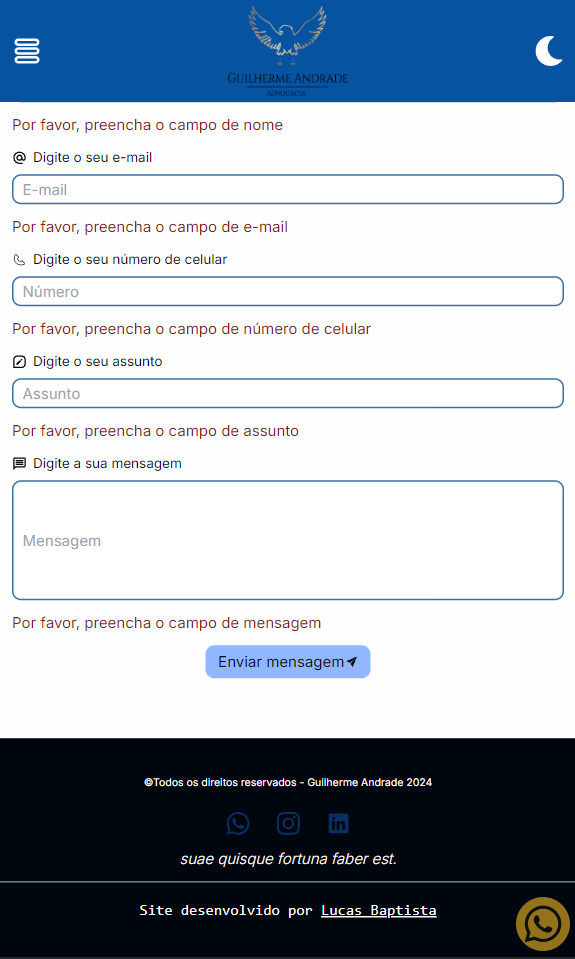 GUILHERME ANDRADE
ADVOCACIA
Por favor, preencha o campo de nome
Digite o seu e-mail
E-mail
Por favor, preencha o campo de e-mail
Digite o seu número de celular
Número
Por favor, preencha o campo de número de celular
Digite o seu assunto
Assunto
Por favor, preencha o campo de assunto
Digite a sua mensagem
Mensagem
Por favor, preencha o campo de mensagem
Enviar mensagem
©Todos os direitos reservados - Guilherme Andrade 2024
suae quisque fortuna faber est.
Site desenvolvido por Lucas Baptista